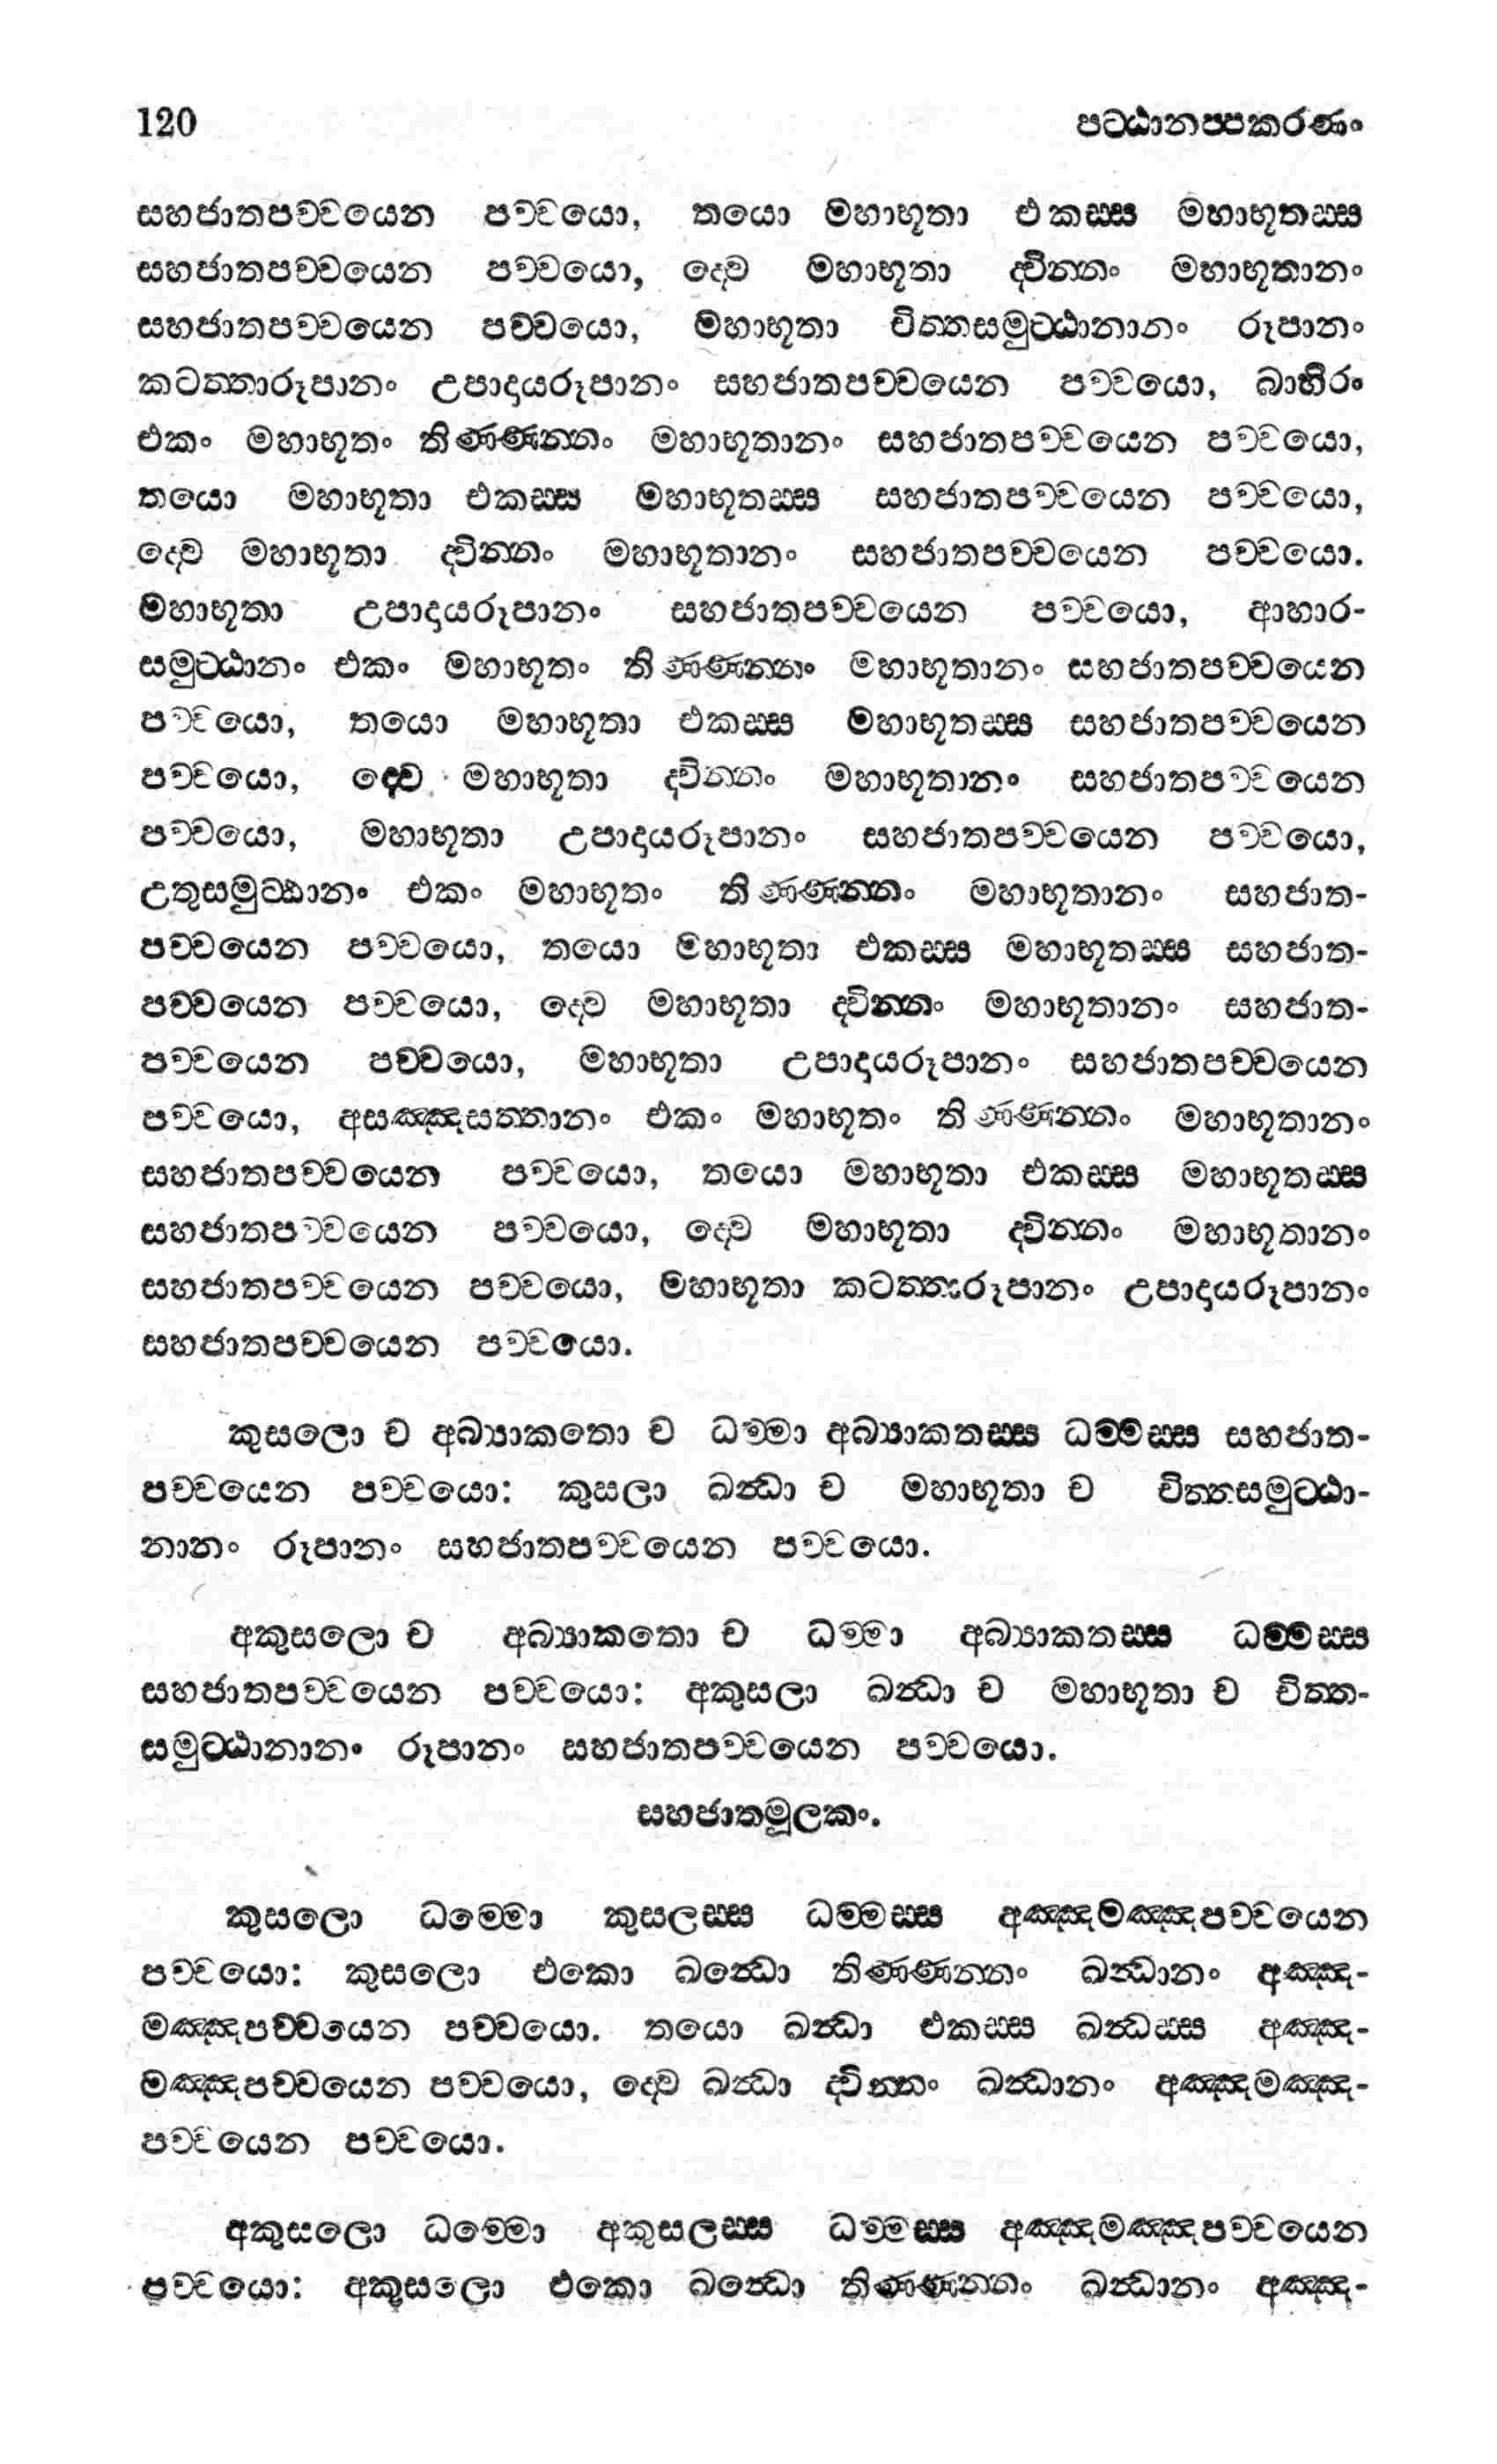 120 පට්ඨානප්පකරණං
සහජාතපච්චයෙන පච්චයො, තයො මහාභූතා එකස්ස මහාභූතස්ස
සහජාතපච්චයෙන පච්චයො, ද්වෙ මහාභූතා ද්වින්නං මහාභූතානං
සහජාතපච්චයෙන පච්චයො, මහාභූතා චිත්තසමුට්ඨානානං රූපානං
කටත්තාරූපානං උපාදායරූපානං සහජාතපච්චයෙන පච්චයො, බාහිරං
එකං මහාභූතං තිණ්ණන්නං මහාභූතානං සහජාතපච්චයෙන පච්චයො,
තයො මහාභූතා එකස්ස මහාභූතස්ස සහජාතපච්චයෙන පච්චයො,
ද්වෙ මහාභූතා ද්වින්නං මහාභූතානං සහජාතපච්චයෙන පච්චයො.
මහාභූතා උපාදායරූපානං සහජාතපච්චයෙන පච්චයො, ආහාර-
සමුට්ඨානං එකං මහාභූතං තිණ්ණන්නං මහාභූතානං සහජාතපච්චයෙන
පච්චයො, තයො මහාභූතා එකස්ස මහාභූතස්ස සහජාතපච්චයෙන
පච්චයො, ද්වෙ මහාභූතා ද්වින්නං මහාභූතානං සහජාතපච්චයෙන
පච්චයො, මහාභූතා උපාදායරූපානං සහජාතපච්චයෙන පච්චයො,
උතුසමුට්ඨානං එකං මහාභූතං තිණ්ණන්නං මහාභූතානං සහජාත-
පච්චයෙන පච්චයො, තයො මහාභූතා එකස්ස මහාභූතස්ස සහජාත-
පච්චයෙන පච්චයො, ද්වෙ මහාභූතා ද්වින්නං මහාභූතානං සහජාත-
පච්චයෙන පච්චයො, මහාභූතා උපාදායරූපානං සහජාතපච්චයෙන
පච්චයො, අසඤ්ඤසත්තානං එකං මහාභූතං තිණ්ණන්නං මහාභූතානං
සහජාතපච්චයෙන පච්චයො, තයො මහාභූතා එකස්ස මහාභූතස්ස
සහජාතපච්චයෙන පච්චයො, ද්වෙ මහාභූතා ද්වින්නං මහාභූතානං
සහජාතපච්චයෙන පච්චයො, මහාභූතා කටත්තාරූපානං උපාදායරූපානං
සහජාතපච්චයෙන පච්චයො.
කුසලො ච අබ්‍යාකතො ච ධම්මා අබ්‍යාකතස්ස ධම්මස්ස සහජාත-
පච්චයෙන පච්චයො: කුසලා ඛන්ධා ච මහාභූතා ච චිත්තසමුට්ඨා-
නානං රූපානං සහජාතපච්චයෙන පච්චයො.
අකුසලො ච අබ්‍යාකතො ච ධම්මා අබ්‍යාකතස්ස ධම්මස්ස
සහජාතපච්චයෙන පච්චයො: අකුසලා ඛන්ධා ච මහාභූතා ච චිත්ත-
සමුට්ඨානානං රූපානං සහජාතපච්චයෙන පච්චයො.
සහජාතමූලකං.
කුසලො ධම්මො කුසලස්ස ධම්මස්ස අඤ්ඤමඤ්ඤපච්චයෙන
පච්චයො: කුසලො එකො ඛන්ධො තිණ්ණන්නං ඛන්ධානං අඤ්ඤ-
මඤ්ඤපච්චයෙන පච්චයො. තයො ඛන්ධා එකස්ස ඛන්ධස්ස අඤ්ඤ-
මඤ්ඤපච්චයෙන පච්චයො, ද්වෙ ඛන්ධා ද්වින්නං ඛන්ධානං අඤ්ඤමඤ්ඤ-
පච්චයෙන පච්චයො.
අකුසලො ධම්මො අකුසලස්ස ධම්මස්ස අඤ්ඤමඤ්ඤපච්චයෙන
පච්චයො: අකුසලො එකො ඛන්ධො තිණ්ණන්නං ඛන්ධානං අඤ්ඤ-